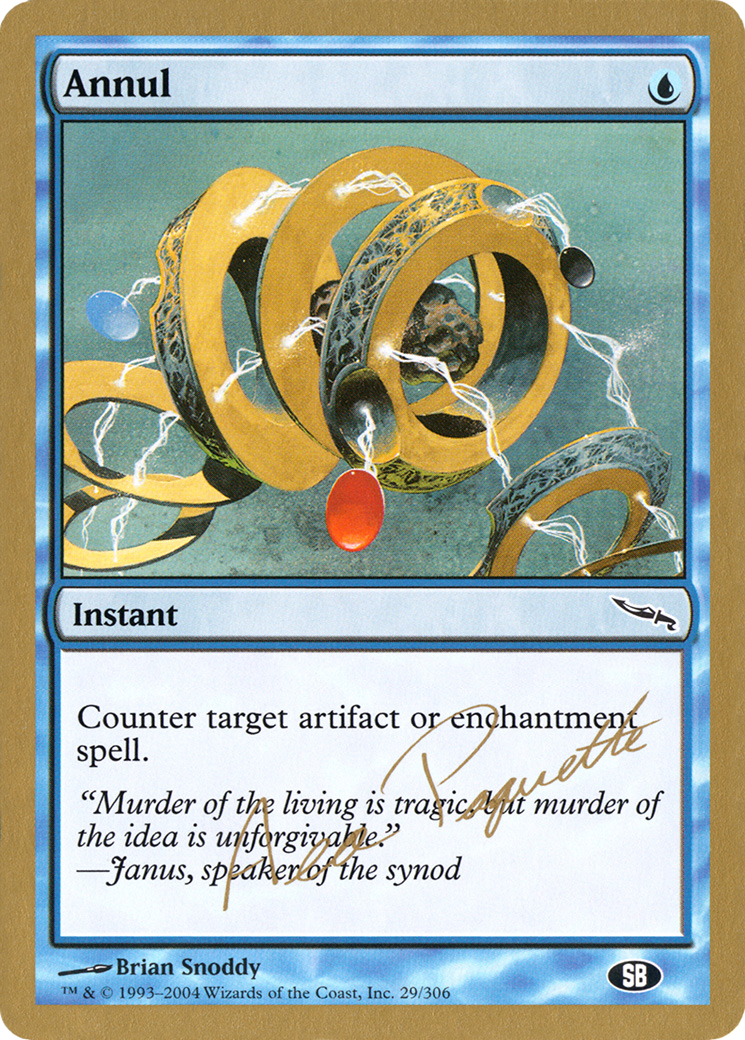 Annul
Instant
Counter target artifact or enchantment
spell.
“Murder of the living is tragic, but murder of
the idea is unforgivable.”
—Janus, speaker of the synod
Aeo Paquette
Brian Snoddy
SB
™ & © 1993–2004 Wizards of the Coast, Inc. 29/306